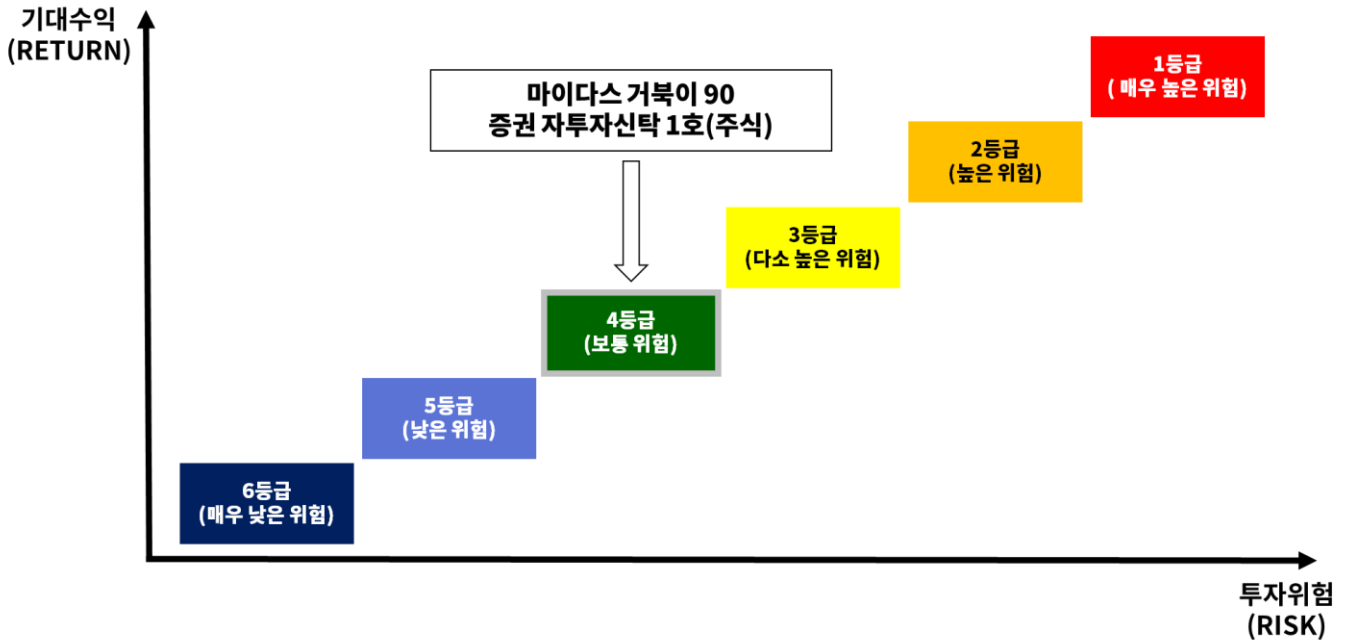 기대수익
(RETURN)
마이다스 거북이 90
증권 자투자신탁 1호(주식)
1등급
( 매우 높은 위험)
2등급
(높은 위험)
3등급
(다소 높은 위험)
4등급
(보통 위험)
5등급
(낮은 위험)
6등급
(매우 낮은 위험)
투자위험
(RISK)